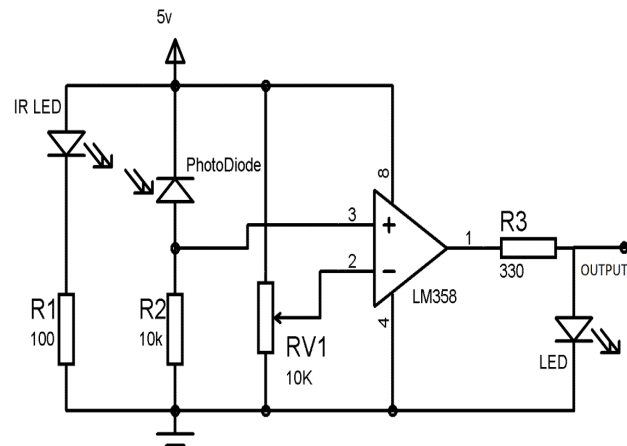 5v
IR LED
PhotoDiode
8
3
2
1
4
LM358
R3
330
OUTPUT
R1
100
R2
10k
RV1
10K
LED